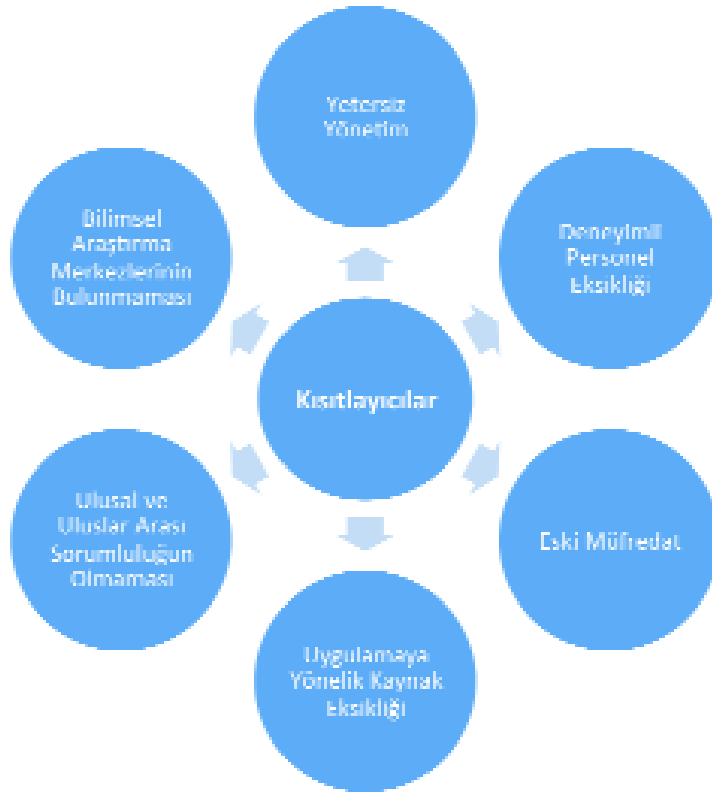 Yetersiz
Yönetim
Deneyimli
Personel
Eksikliği
Eski Müfredat
Uygulamaya
Yönelik Kaynak
Eksikliği
Ulusal ve
Uluslar Arası
Sorumluluğun
Olmaması
Bilimsel
Araştırma
Merkezlerinin
Bulunmaması
Kısıtlayıcılar